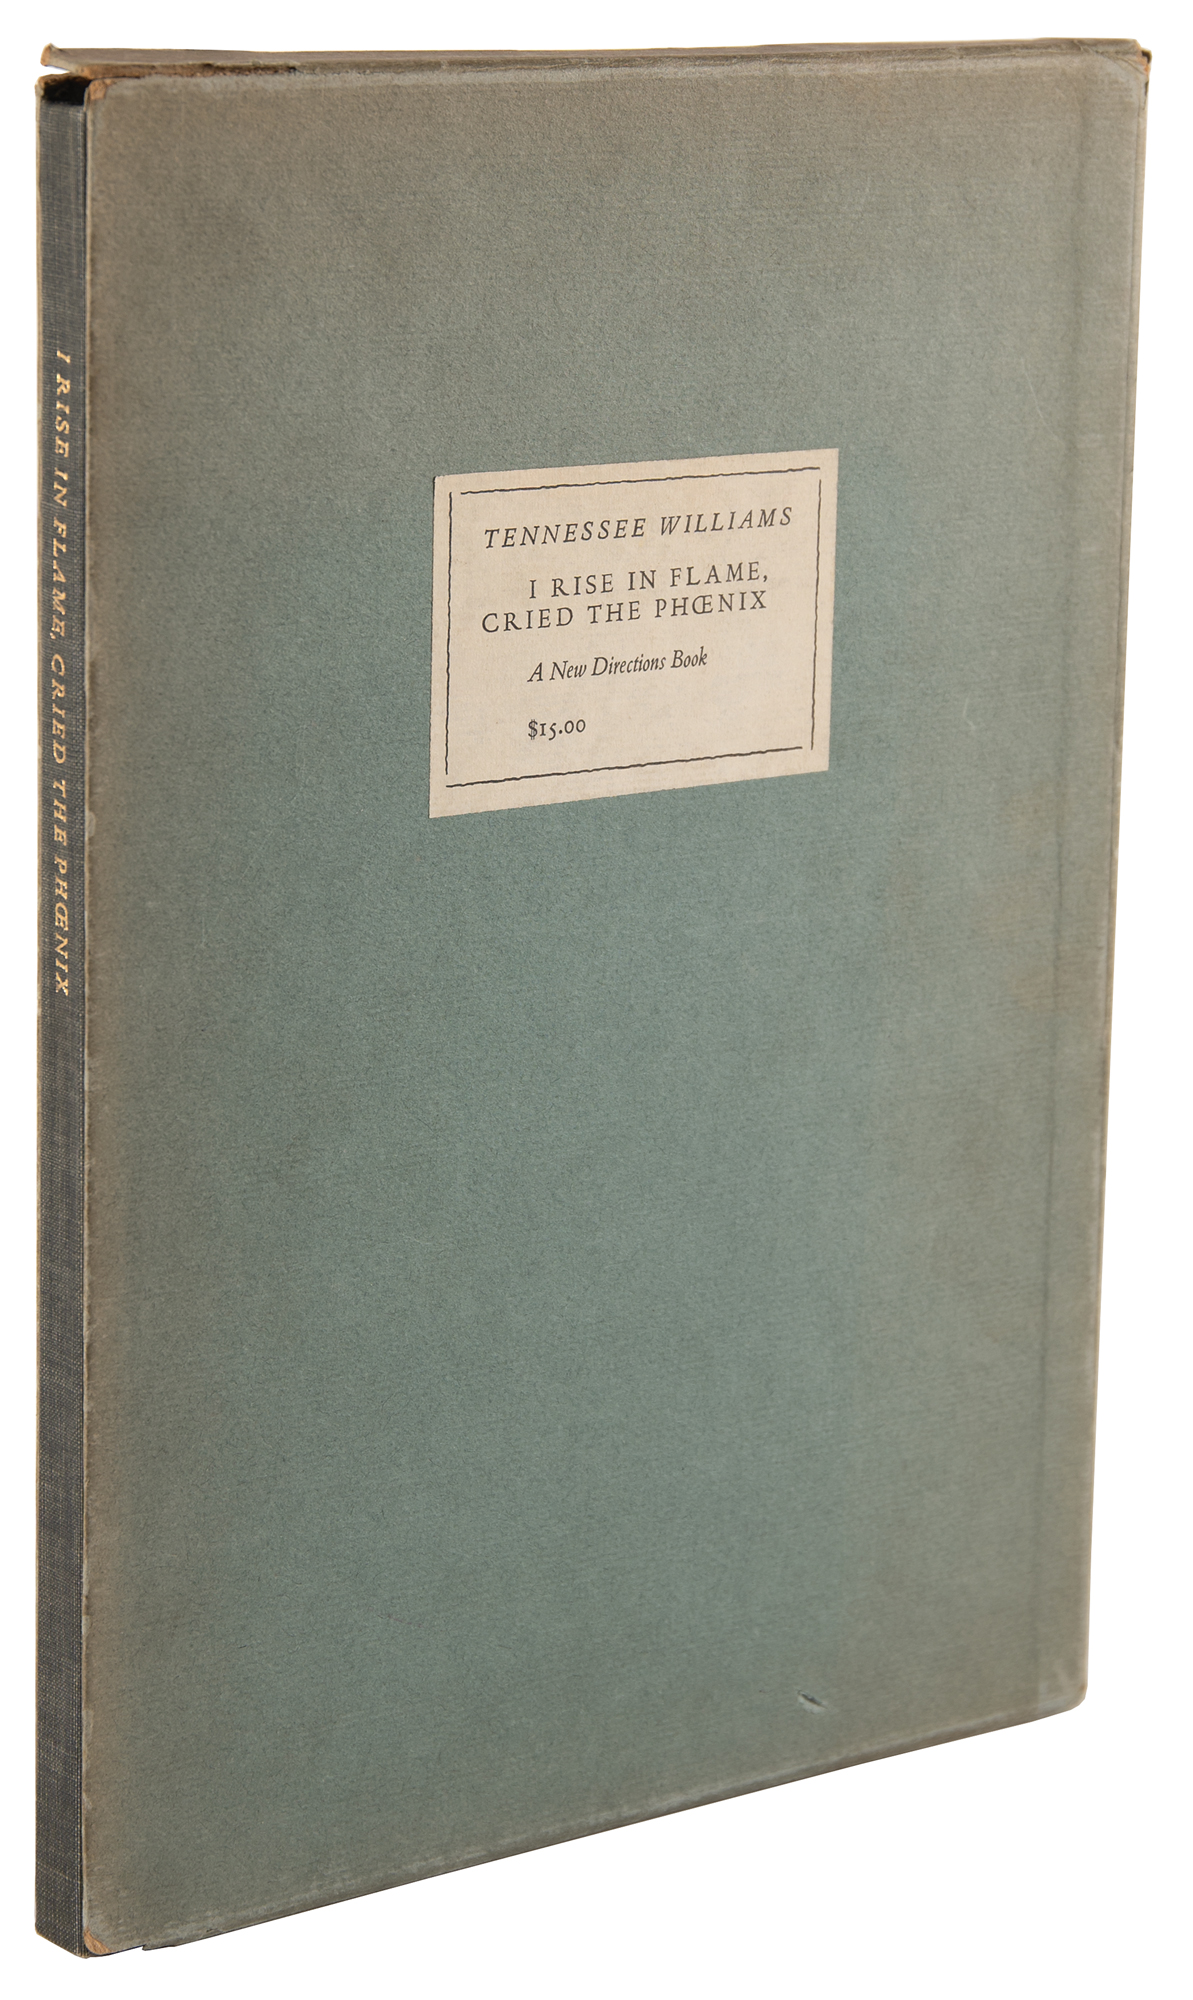 I RISE IN FLAME, CRIED THE PHŒNIX
TENNESSEE WILLIAMS
I RISE IN FLAME,
CRIED THE PHŒNIX
A New Directions Book
$15.00